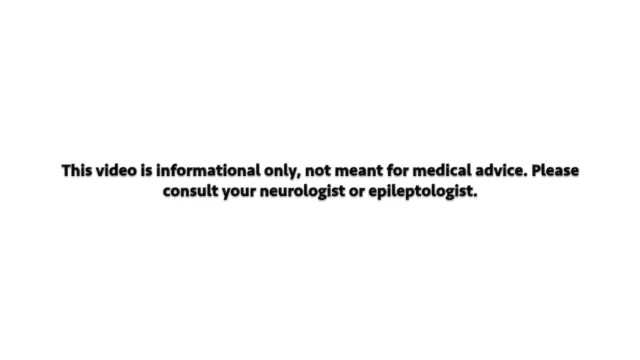 This video is informational only, not meant for medical advice. Please
consult your neurologist or epileptologist.